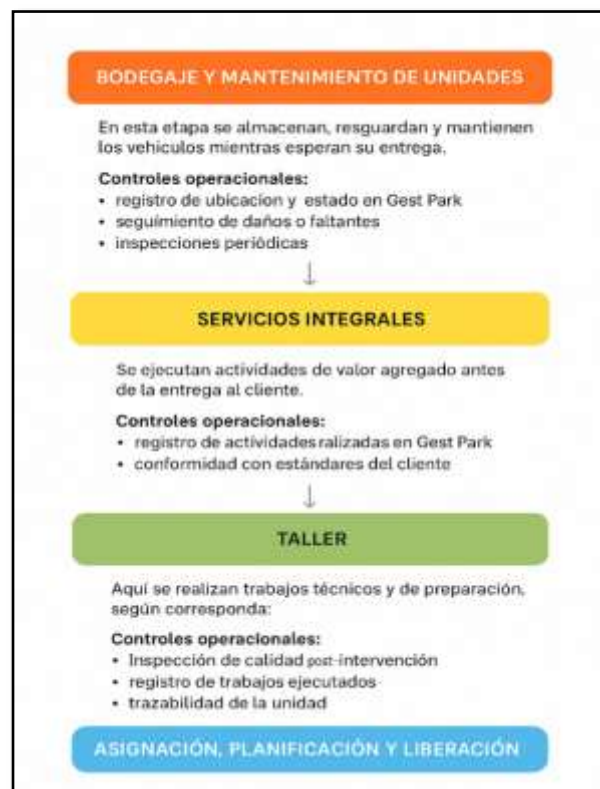 BODEGAJE Y MANTENIMIENTO DE UNIDADES
En esta etapa se almacenan, resguardan y mantienen
los vehiculos mientras esperan su entrega.
Controles operacionales:
• registro de ubicacion y estado en Gest Park
• seguimiento de daños o faltantes
• inspecciones periódicas
SERVICIOS INTEGRALES
Se ejecutan actividades de valor agregado antes
de la entrega al cliente.
Controles operacionales:
• registro de actividades ralizadas en Gest Park
• conformidad con estándares del cliente
TALLER
Aquí se realizan trabajos técnicos y de preparación,
según corresponda:
Controles operacionales:
• Inspección de calidad post-intervención
• registro de trabajos ejecutados
• trazabilidad de la unidad
ASIGNACIÓN, PLANIFICACIÓN Y LIBERACIÓN